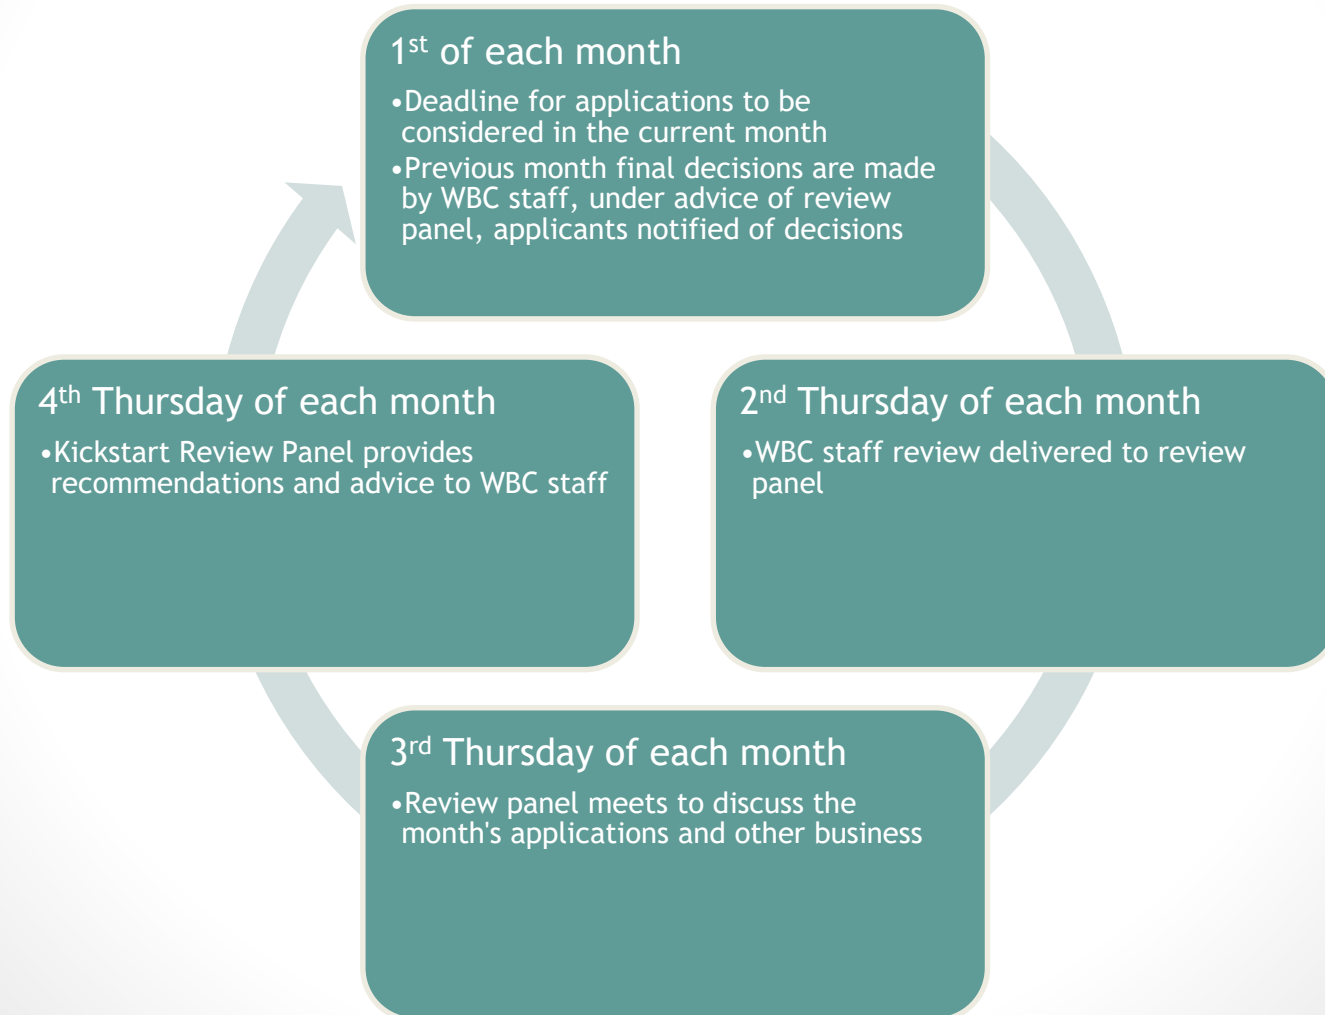 1st of each month
•Deadline for applications to be
considered in the current month
•Previous month final decisions are made
by WBC staff, under advice of review
panel, applicants notified of decisions
2nd Thursday of each month
•WBC staff review delivered to review
panel
3rd Thursday of each month
•Review panel meets to discuss the
month's applications and other business
4th Thursday of each month
•Kickstart Review Panel provides
recommendations and advice to WBC staff